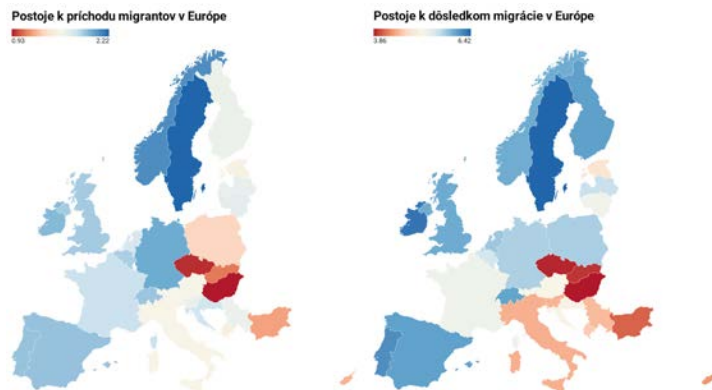 Postoje k príchodu migrantov v Európe
0.93 2.22
Postoje k dôsledkom migrácie v Európe
3.86 6.42